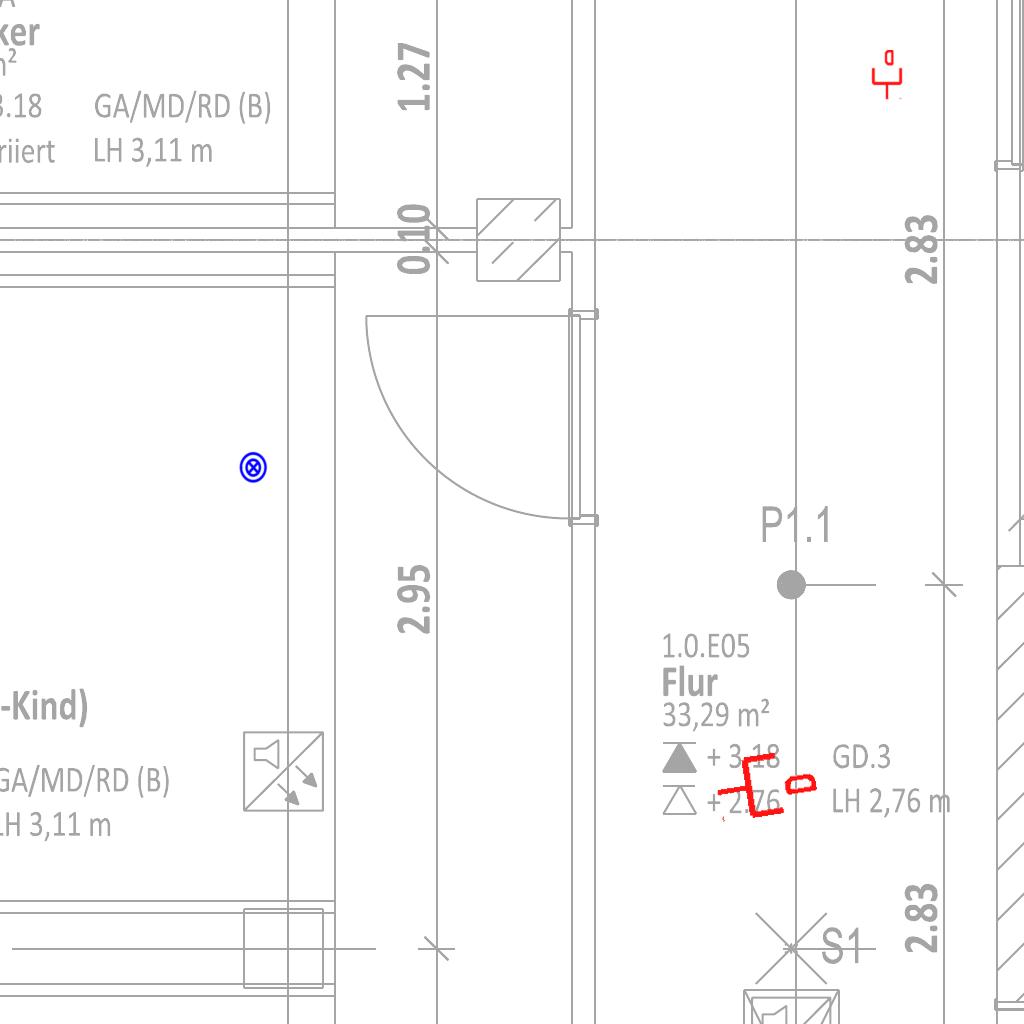 m²
3.18 GA/MD/RD (B)
LH 3,11 m
1.27
0.10
2.83
2.95
P1.1
1.0.E05
Flur
33,29 m²
+ 3.18 GD.3
+ 2.76 LH 2,76 m
-Kind)
GA/MD/RD (B)
LH 3,11 m
2.83
S1